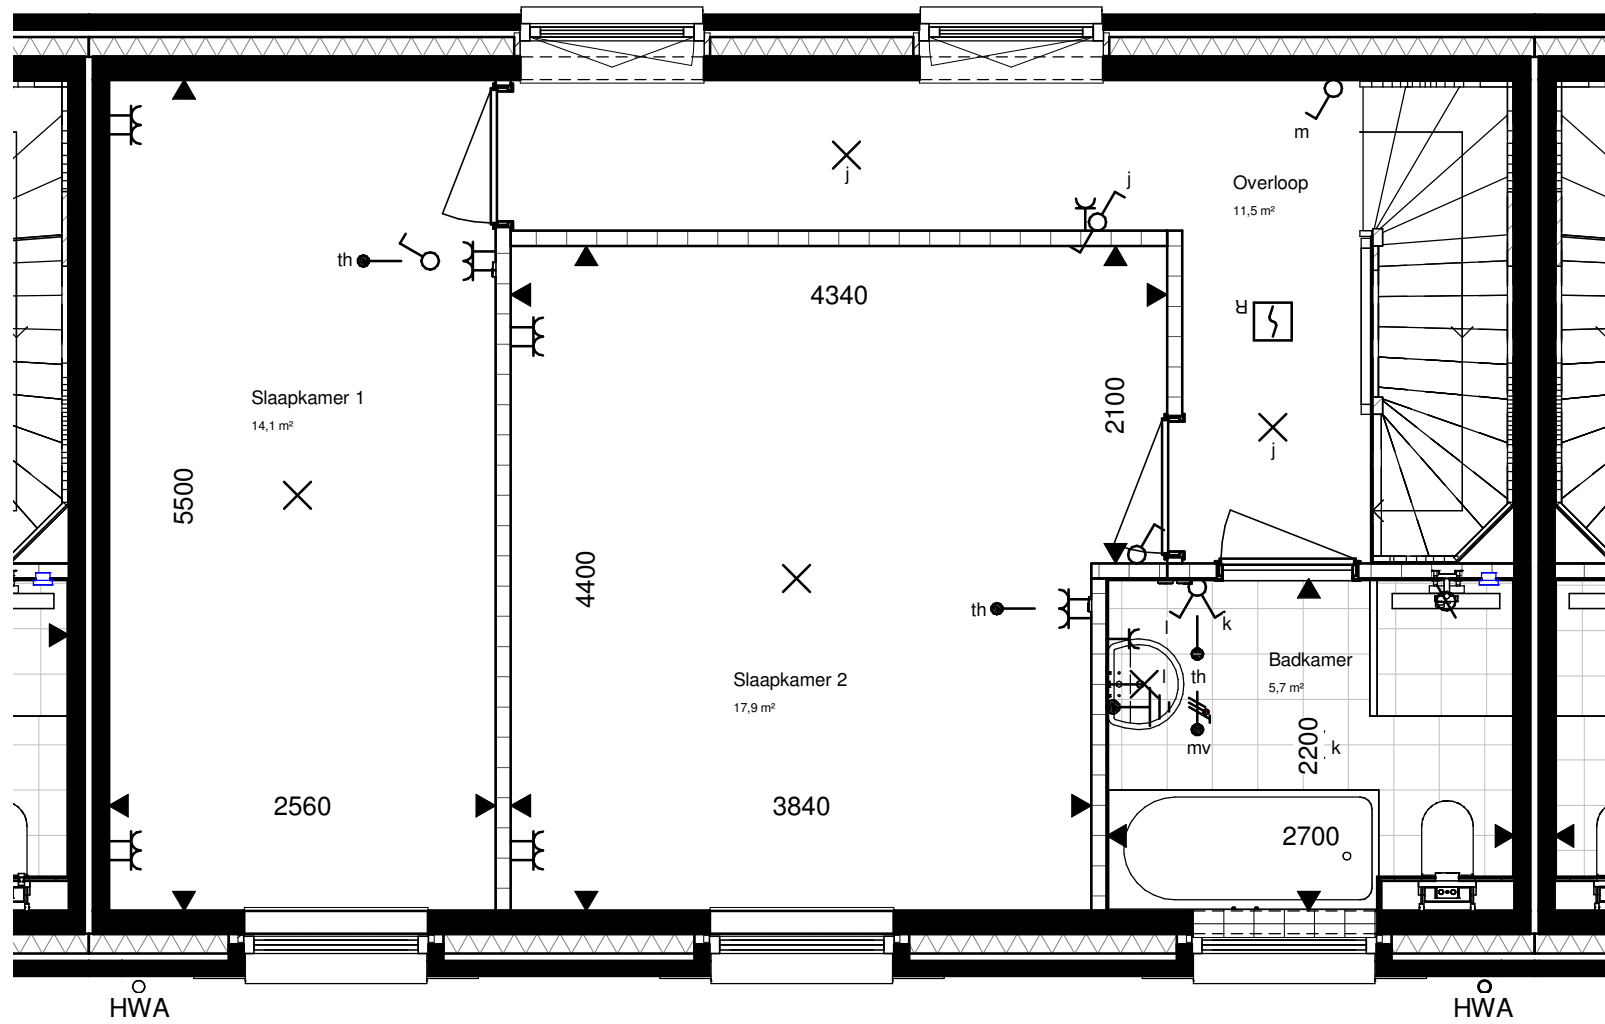 m
j
j
Overloop
11,5 m²
th
4340
R
Slaapkamer 1
14,1 m²
2100
j
5500
4400
th
l
k
Badkamer
5,7 m²
l
th
Slaapkamer 2
17,9 m²
mv
2200
k
2560
3840
2700
HWA
HWA